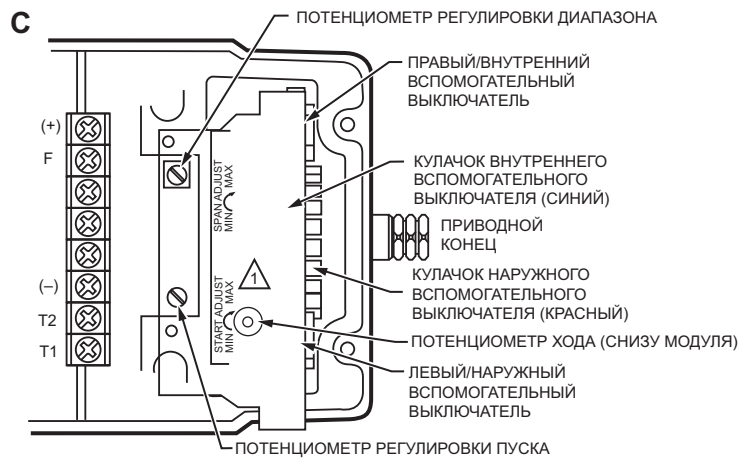 C
ПОТЕНЦИОМЕТР РЕГУЛИРОВКИ ДИАПАЗОНА
ПРАВЫЙ/ВНУТРЕННИЙ
ВСПОМОГАТЕЛЬНЫЙ
ВЫКЛЮЧАТЕЛЬ
(+)
F
(–)
T2
T1
SPAN ADJUST
MIN
MAX
1
START ADJUST
MIN
MAX
КУЛАЧОК ВНУТРЕННЕГО
ВСПОМОГАТЕЛЬНОГО
ВЫКЛЮЧАТЕЛЯ (СИНИЙ)
ПРИВОДНОЙ
КОНЕЦ
КУЛАЧОК НАРУЖНОГО
ВСПОМОГАТЕЛЬНОГО
ВЫКЛЮЧАТЕЛЯ (КРАСНЫЙ)
ПОТЕНЦИОМЕТР ХОДА (СНИЗУ МОДУЛЯ)
ЛЕВЫЙ/НАРУЖНЫЙ
ВСПОМОГАТЕЛЬНЫЙ
ВЫКЛЮЧАТЕЛЬ
ПОТЕНЦИОМЕТР РЕГУЛИРОВКИ ПУСКА